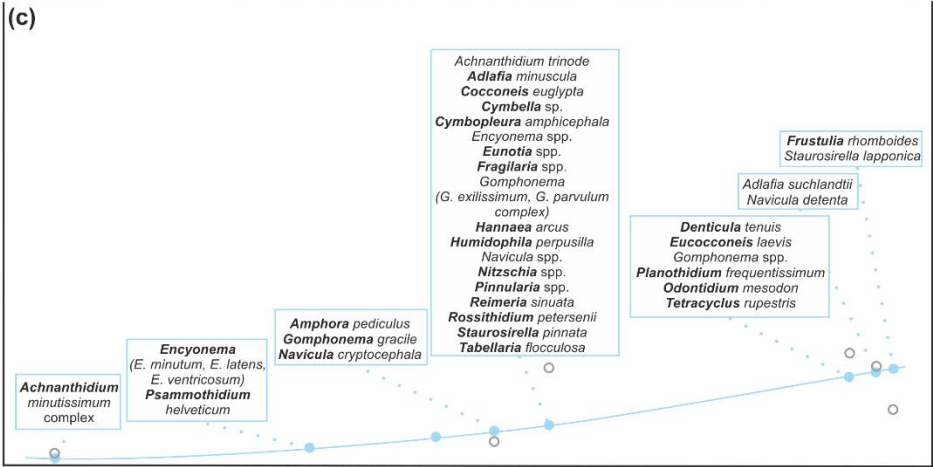 (c)
Achnanthidium
minutissimum
complex
Encyonema
(E. minutum, E. latens,
E. ventricosum)
Psammothidium
helveticum
Amphora pediculus
Gomphonema gracile
Navicula cryptocephala
Achnanthidium trinode
Adlafia minuscula
Cocconeis euglypta
Cymbella sp.
Cymbopleura amphicephala
Encyonema spp.
Eunotia spp.
Fragilaria spp.
Gomphonema
(G. exilissimum, G. parvulum
complex)
Hannaea arcus
Humidophila perpusilla
Navicula spp.
Nitzschia spp.
Pinnularia spp.
Reimeria sinuata
Rossithidium petersenii
Staurosirella pinnata
Tabellaria flocculosa
Denticula tenuis
Eucocconeis laevis
Gomphonema spp.
Planothidium frequentissimum
Odontidium mesodon
Tetracyclus rupestris
Adlafia suchlandtii
Navicula detenta
Frustulia rhomboides
Staurosirella lapponica